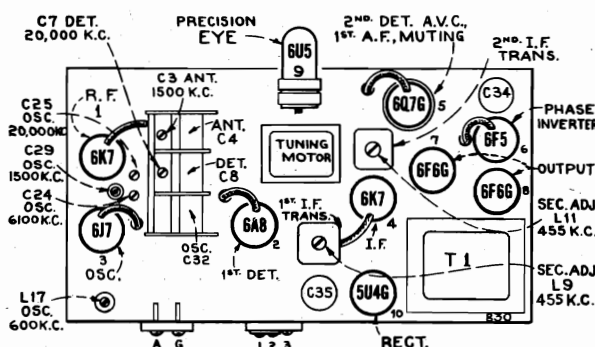 C7 DET.
20,000 K.C.
PRECISION
EYE
2ND. DET. A.V.C.,
1ST. A.F., MUTING
2ND. I.F.
TRANS.
6U5
9
C3 ANT.
1500 K.C.
C25
OSC.
20,000KC
R.F.
1
6K7
ANT.
C4
DET.
C8
OSC.
C32
TUNING
MOTOR
6Q7G
5
C34
PHASE
INVERTER
6F5
6
7
6F6G
OUTPUT
6F6G
8
C29
OSC.
1500K.C.
C24
OSC.
6100K.C.
6J7
3
OSC.
6A8
2
1ST. DET.
1ST. I.F.
TRANS.
6K7
4
I.F.
SEC. ADJ.
L11
455 K.C.
T1
SEC. ADJ.
L9
455 K.C.
L17
OSC.
600K.C.
C35
5U4G
10
RECT.
830
A G
1 2 3